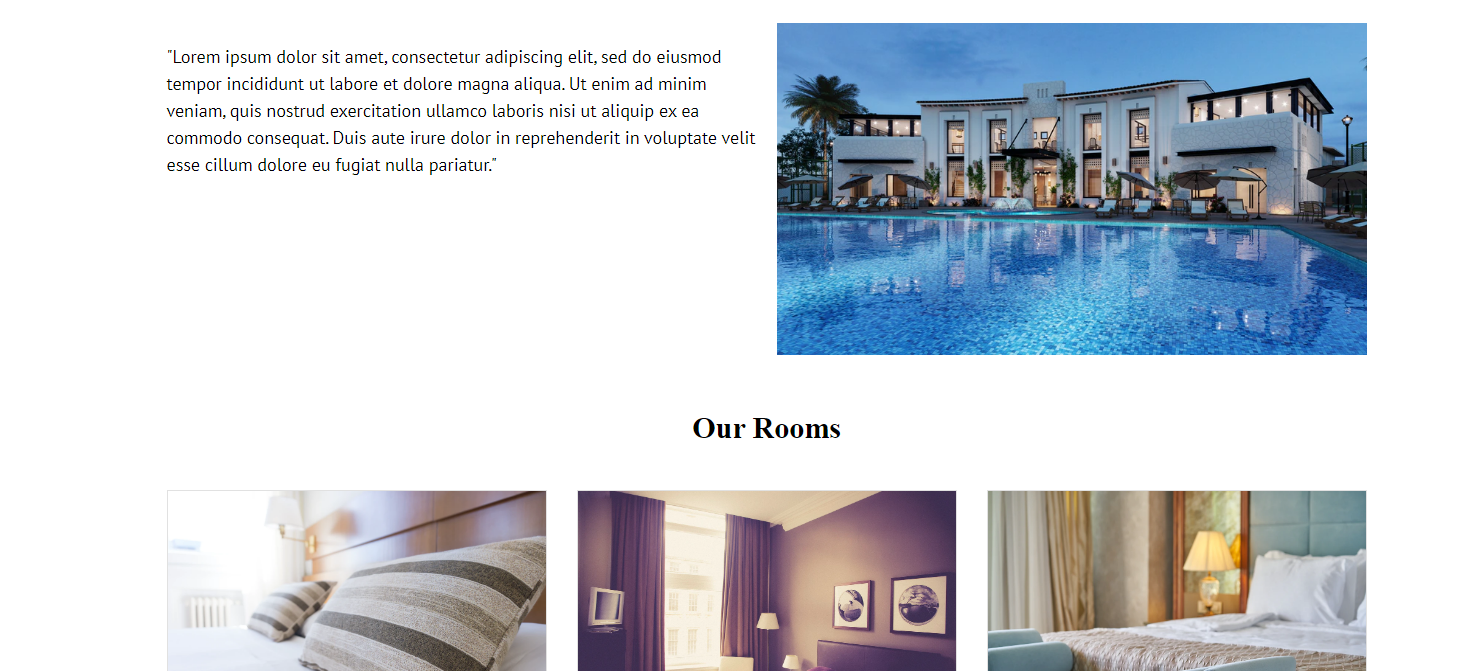 "Lorem ipsum dolor sit amet, consectetur adipiscing elit, sed do eiusmod
tempor incididunt ut labore et dolore magna aliqua. Ut enim ad minim
veniam, quis nostrud exercitation ullamco laboris nisi ut aliquip ex ea
commodo consequat. Duis aute irure dolor in reprehenderit in voluptate velit
esse cillum dolore eu fugiat nulla pariatur."
Our Rooms